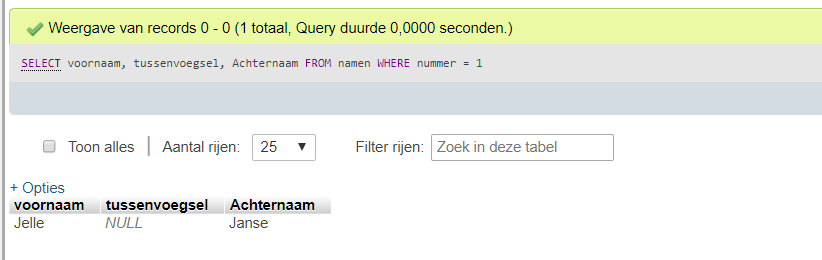 Weergave van records 0 - 0 (1 totaal, Query duurde 0,0000 seconden.)
SELECT voornaam, tussenvoegsel, Achternaam FROM namen WHERE nummer = 1
Toon alles | Aantal rijen: 25 ▼ Filter rijen: Zoek in deze tabel
+ Opties
voornaam tussenvoegsel Achternaam
Jelle NULL Janse